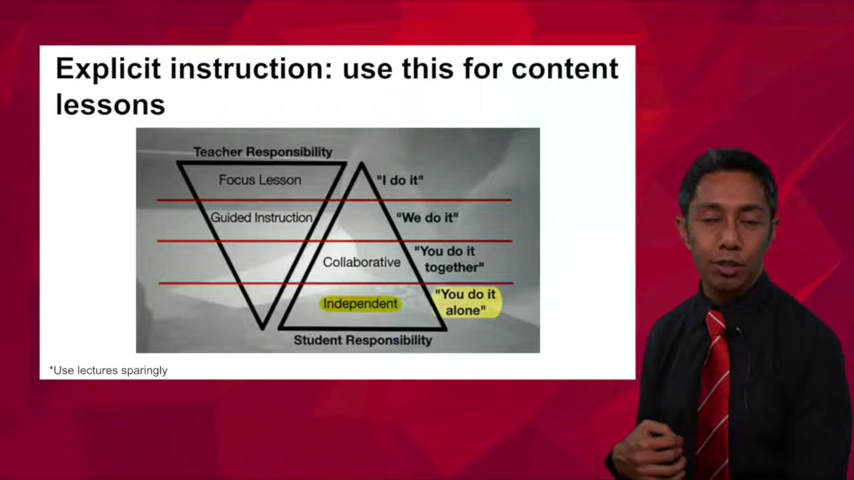 Explicit instruction: use this for content
lessons
Teacher Responsibility
Focus Lesson
"I do it"
Guided Instruction
"We do it"
Collaborative
"You do it
together"
Independent
"You do it
alone"
Student Responsibility
*Use lectures sparingly